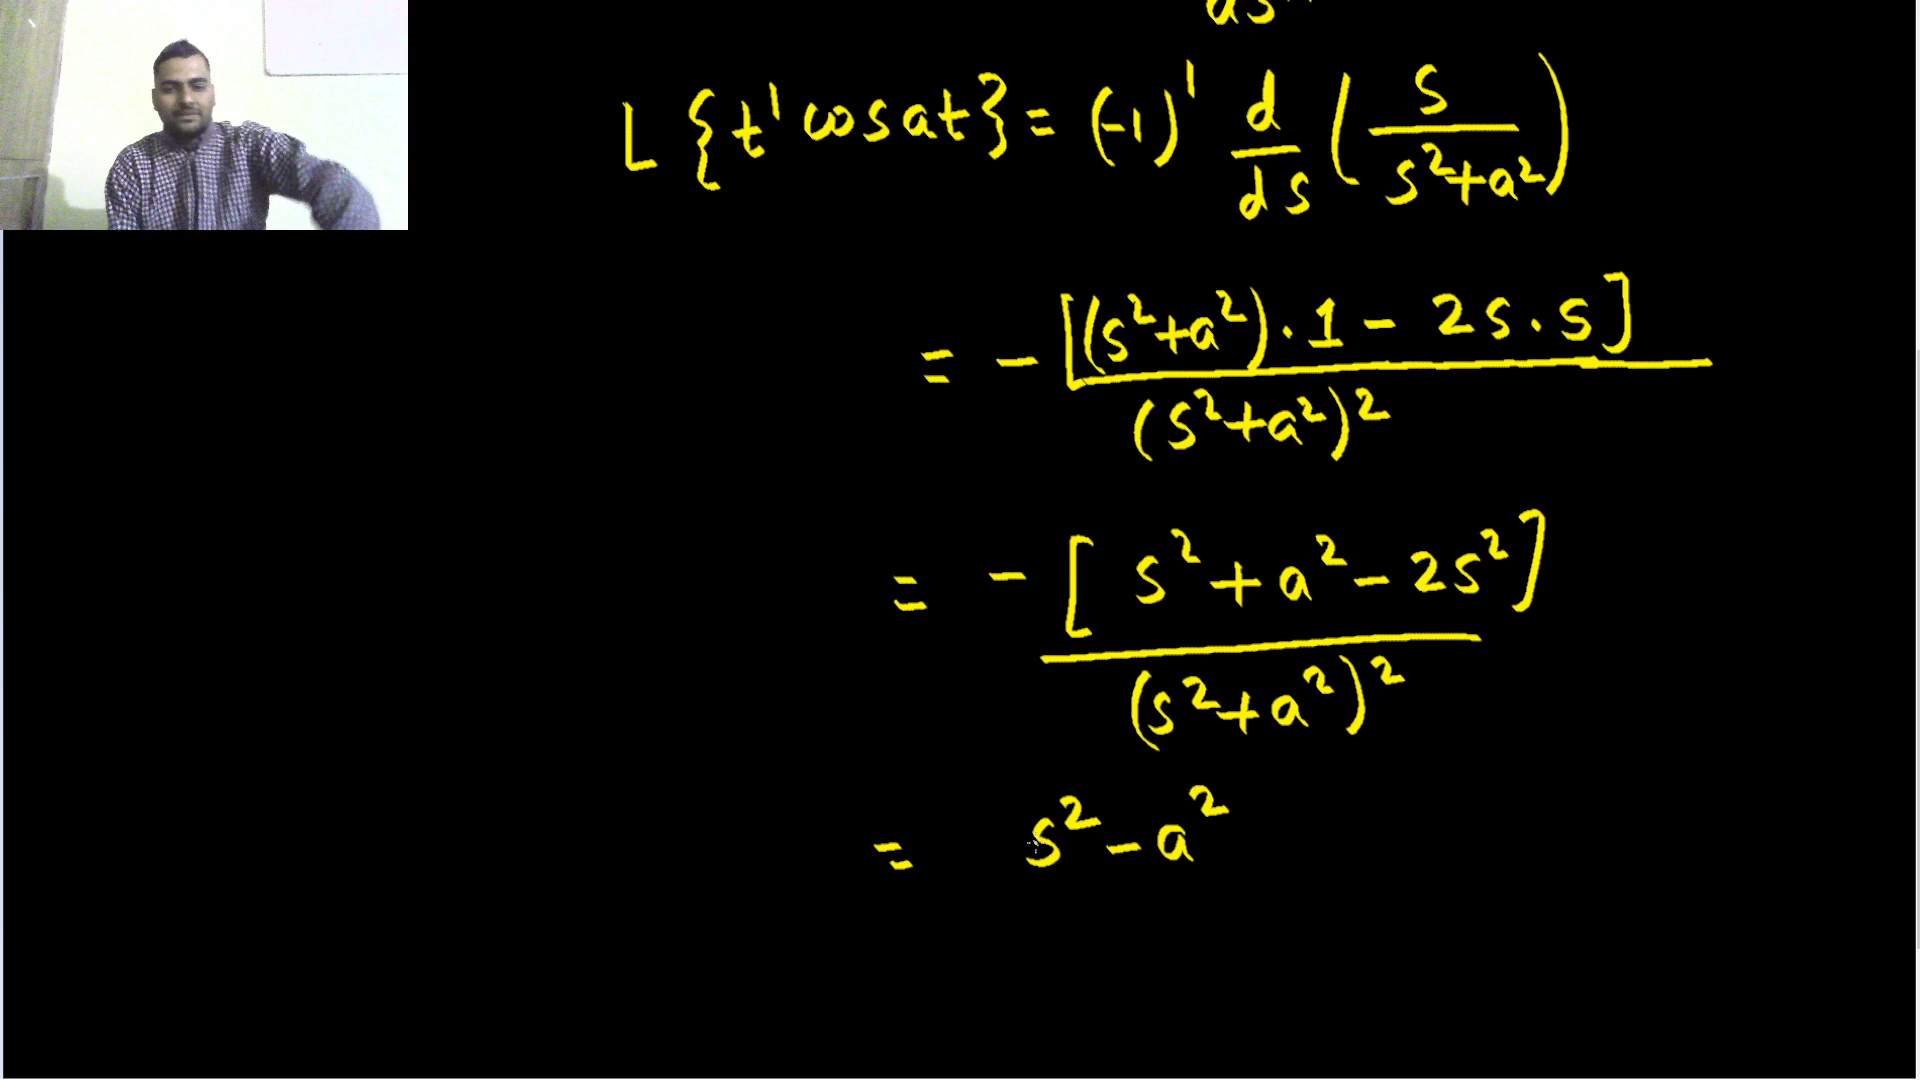 ds
L {t¹ cos at} = (-1)¹ d/ds (s/(s²+a²))
= - [(s²+a²)·1 - 2s·s] / (s²+a²)²
= - [s²+a²-2s²] / (s²+a²)²
= s²-a²